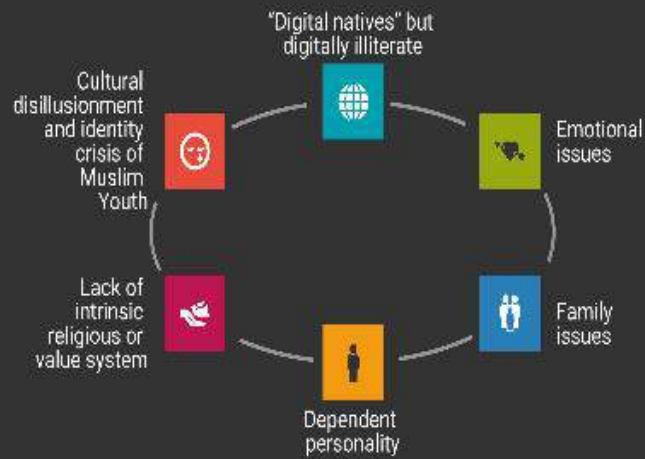 "Digital natives" but
digitally illiterate
Cultural
disillusionment
and identity
crisis of
Muslim
Youth
Emotional
issues
Lack of
intrinsic
religious or
value system
Family
issues
Dependent
personality